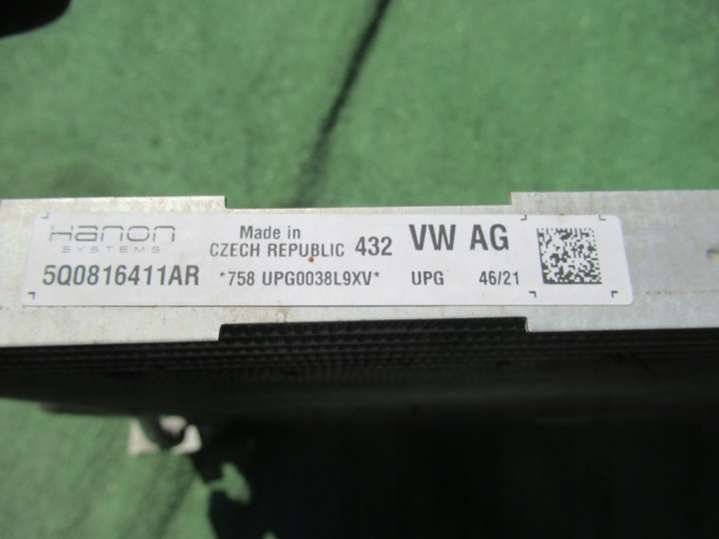 Hanon
SYSTEMS
Made in
CZECH REPUBLIC 432 VW AG
5Q0816411AR *758 UPG0038L9XV* UPG 46/21